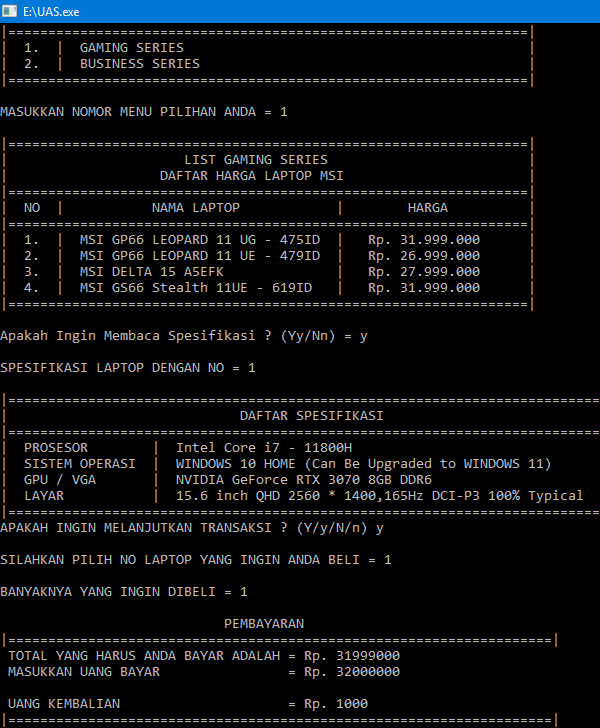 E:\UAS.exe
|=================================================================|
| 1. | GAMING SERIES |
| 2. | BUSINESS SERIES |
|=================================================================|
MASUKKAN NOMOR MENU PILIHAN ANDA = 1
|=================================================================|
| LIST GAMING SERIES |
| DAFTAR HARGA LAPTOP MSI |
|=================================================================|
| NO | NAMA LAPTOP | HARGA |
|=================================================================|
| 1. | MSI GP66 LEOPARD 11 UG - 475ID | Rp. 31.999.000 |
| 2. | MSI GP66 LEOPARD 11 UE - 479ID | Rp. 26.999.000 |
| 3. | MSI DELTA 15 A5EFK | Rp. 27.999.000 |
| 4. | MSI GS66 Stealth 11UE - 619ID | Rp. 31.999.000 |
|=================================================================|
Apakah Ingin Membaca Spesifikasi ? (Yy/Nn) = y
SPESIFIKASI LAPTOP DENGAN NO = 1
|==========================================================================
| DAFTAR SPESIFIKASI
|==========================================================================
| PROSESOR | Intel Core i7 - 11800H
| SISTEM OPERASI | WINDOWS 10 HOME (Can Be Upgraded to WINDOWS 11)
| GPU / VGA | NVIDIA GeForce RTX 3070 8GB DDR6
| LAYAR | 15.6 inch QHD 2560 * 1400,165Hz DCI-P3 100% Typical
|==========================================================================
APAKAH INGIN MELANJUTKAN TRANSAKSI ? (Y/y/N/n) y
SILAHKAN PILIH NO LAPTOP YANG INGIN ANDA BELI = 1
BANYAKNYA YANG INGIN DIBELI = 1
PEMBAYARAN
|====================================================================|
TOTAL YANG HARUS ANDA BAYAR ADALAH = Rp. 31999000
MASUKKAN UANG BAYAR = Rp. 32000000
UANG KEMBALIAN = Rp. 1000
|====================================================================|